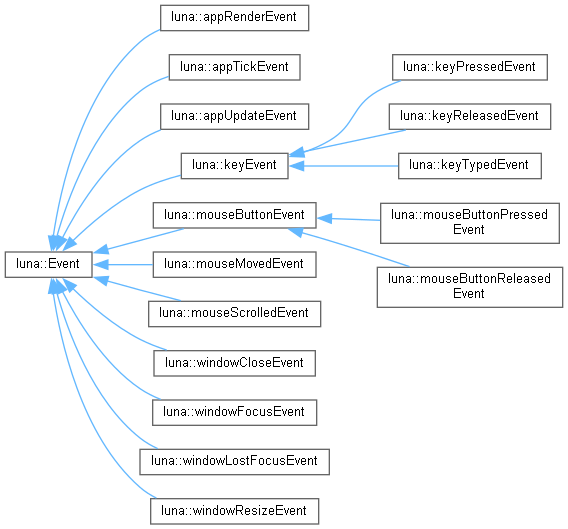 luna::appRenderEvent
luna::appTickEvent
luna::keyPressedEvent
luna::appUpdateEvent
luna::keyReleasedEvent
luna::keyEvent
luna::keyTypedEvent
luna::mouseButtonEvent
luna::mouseButtonPressed
Event
luna::Event
luna::mouseMovedEvent
luna::mouseButtonReleased
Event
luna::mouseScrolledEvent
luna::windowCloseEvent
luna::windowFocusEvent
luna::windowLostFocusEvent
luna::windowResizeEvent